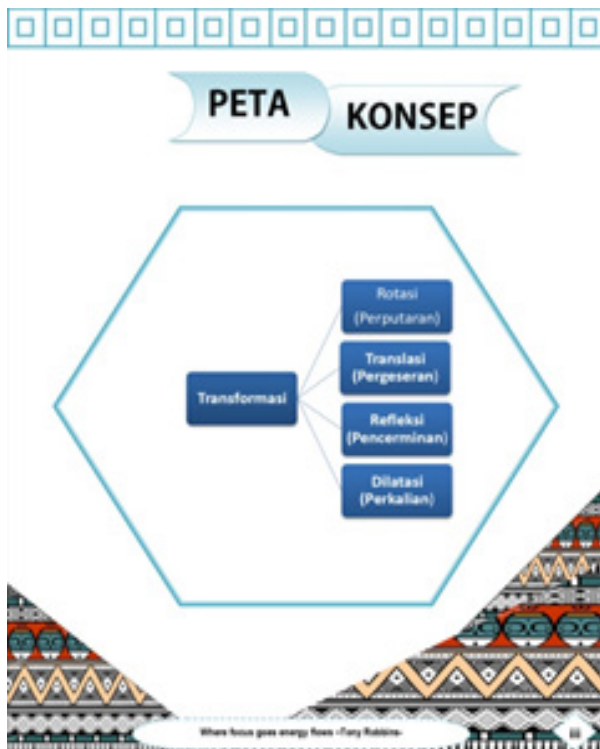 PETA KONSEP
Transformasi
Rotasi
(Perputaran)
Translasi
(Pergeseran)
Refleksi
(Pencerminan)
Dilatasi
(Perkalian)
Where focus goes energy flows –Tony Robbins-
iii